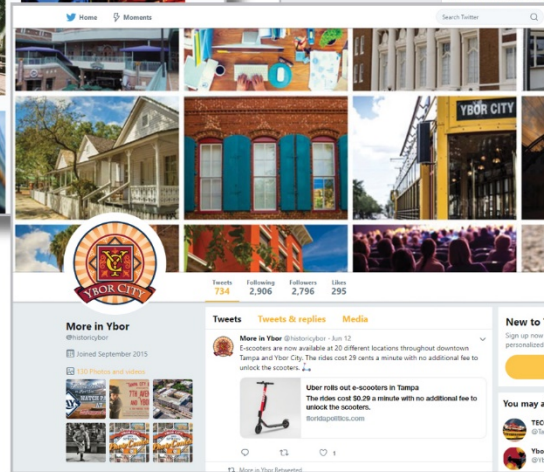 Home Moments Search Twitter
YBOR CITY
YBOR CITY
Tweets Following Followers Likes
734 2,906 2,796 295
More in Ybor
@historicybor
Joined September 2015
130 Photos and videos
Tweets Tweets & replies Media
More in Ybor @historicybor · Jun 12
E-scooters are now available at 20 different locations throughout downtown
Tampa and Ybor City. The rides cost 29 cents a minute with no additional fee to
unlock the scooters.
Uber rolls out e-scooters in Tampa
The rides cost $0.29 a minute with no additional fee to
unlock the scooters.
floridapolitics.com
1
More in Ybor Retweeted
New to
Sign up now
personalized
You may a
TECO
Ybo